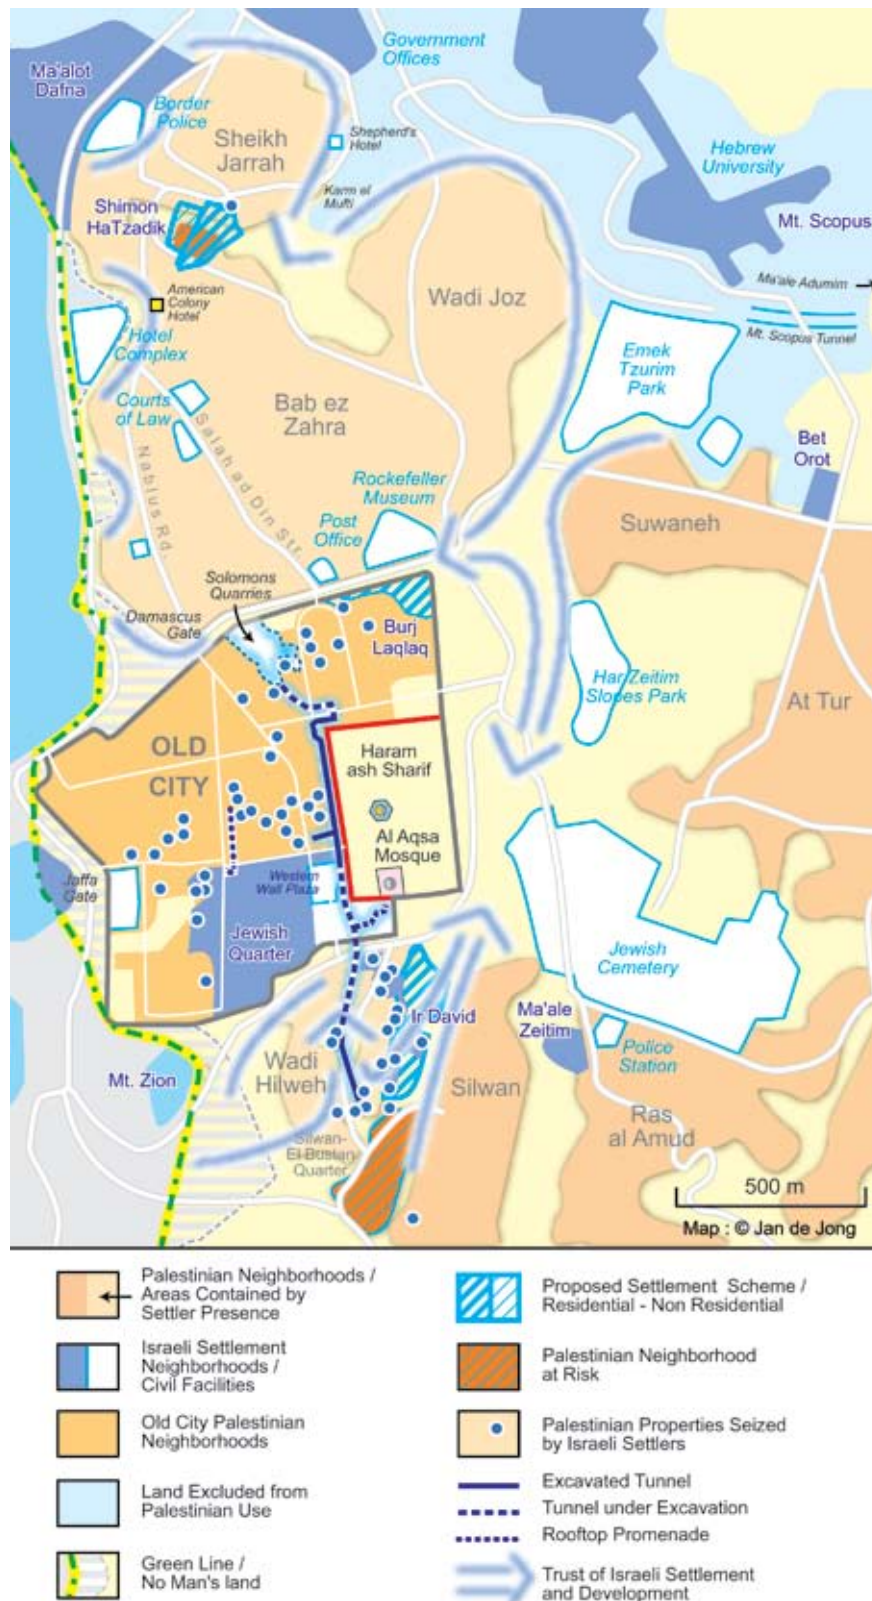 Government
Offices
Ma'alot
Dafna
Border
Police
Sheikh
Jarrah
Shepherd's
Hotel
Hebrew
University
Karm el
Mufti
Shimon
HaTzadik
Mt. Scopus
Ma'ale Adumim
American
Colony
Hotel
Wadi Joz
Mt. Scopus Tunnel
Hotel
Complex
Emek
Tzurim
Park
Courts
of Law
Bab ez
Zahra
Salah ad Din Str.
Nablus Rd.
Bet
Orot
Rockefeller
Museum
Post
Office
Suwaneh
Solomons
Quarries
Damascus
Gate
Burj
Laqlaq
Har Zeitim
Slopes Park
At Tur
OLD
CITY
Haram
ash Sharif
Al Aqsa
Mosque
Jaffa
Gate
Western
Wall Plaza
Jewish
Quarter
Jewish
Cemetery
Ir David
Ma'ale
Zeitim
Police
Station
Mt. Zion
Wadi
Hilweh
Silwan
Ras
al Amud
Silwan-
El Bustan
Quarter
500 m
Map : © Jan de Jong
Palestinian Neighborhoods /
Areas Contained by
Settler Presence
Israeli Settlement
Neighborhoods /
Civil Facilities
Old City Palestinian
Neighborhoods
Land Excluded from
Palestinian Use
Green Line /
No Man's land
Proposed Settlement Scheme /
Residential - Non Residential
Palestinian Neighborhood
at Risk
Palestinian Properties Seized
by Israeli Settlers
Excavated Tunnel
Tunnel under Excavation
Rooftop Promenade
Trust of Israeli Settlement
and Development